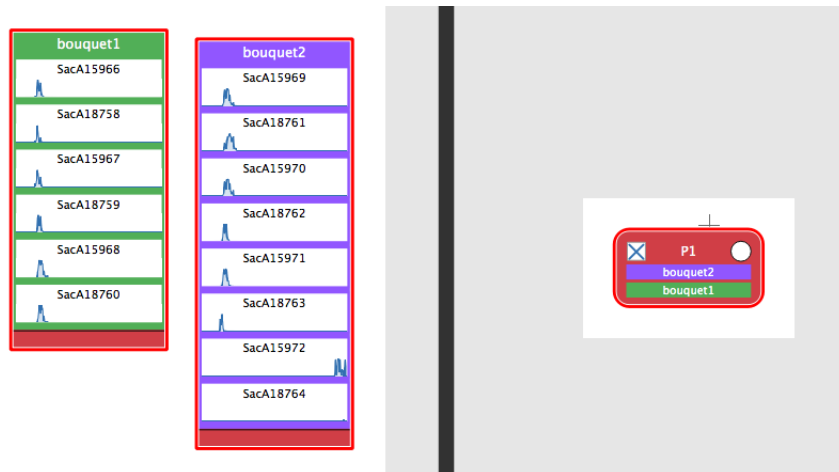 bouquet1
SacA15966
SacA18758
SacA15967
SacA18759
SacA15968
SacA18760
bouquet2
SacA15969
SacA18761
SacA15970
SacA18762
SacA15971
SacA18763
SacA15972
SacA18764
P1
bouquet2
bouquet1